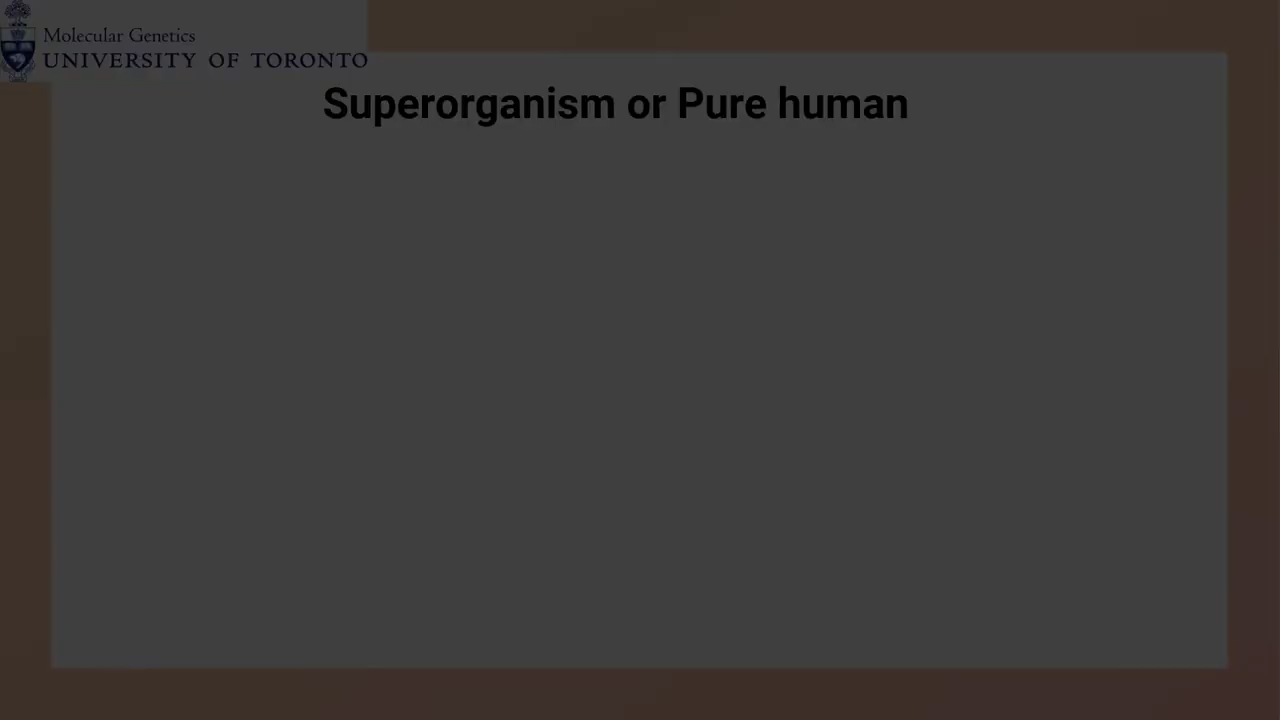 Molecular Genetics
UNIVERSITY OF TORONTO
Superorganism or Pure human